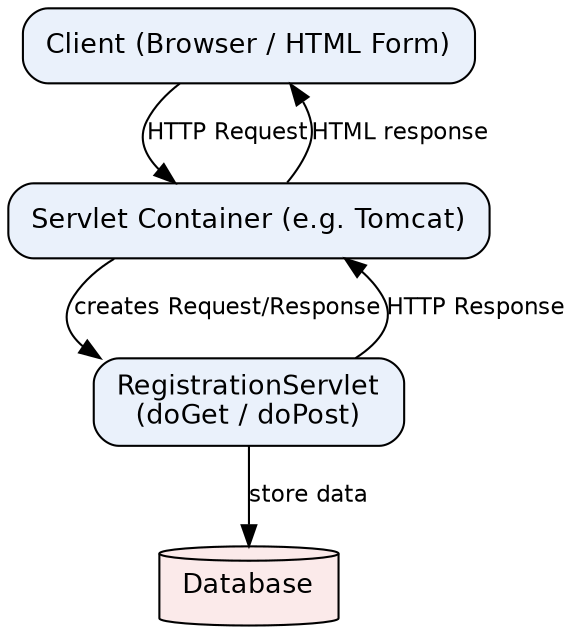 Client (Browser / HTML Form)
HTTP Request
HTML response
Servlet Container (e.g. Tomcat)
creates Request/Response
HTTP Response
RegistrationServlet
(doGet / doPost)
store data
Database